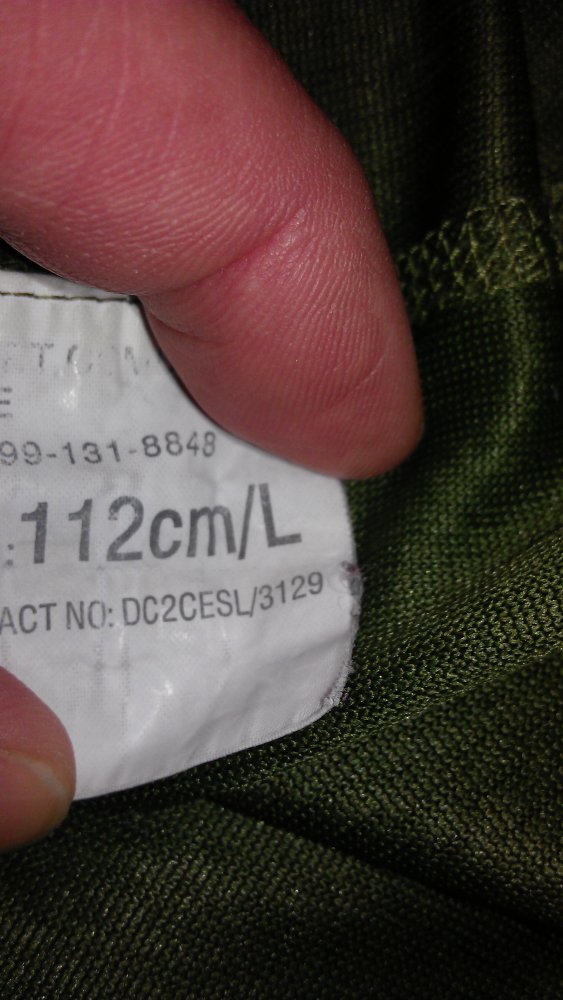 E
99-131-8848
:112cm/L
ACT NO: DC2CESL/3129